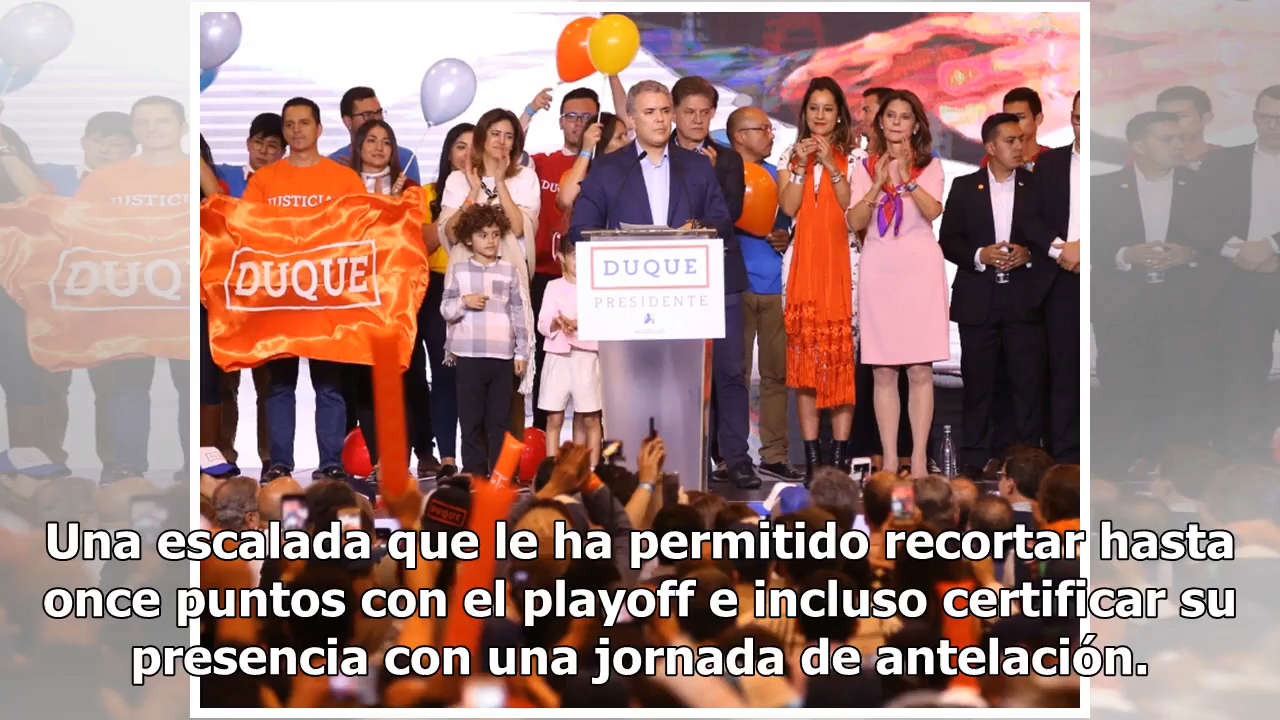 JUSTICIA
DUQUE
DUQUE
PRESIDENTE
DUQUE
Una escalada que le ha permitido recortar hasta
once puntos con el playoff e incluso certificar su
presencia con una jornada de antelación.